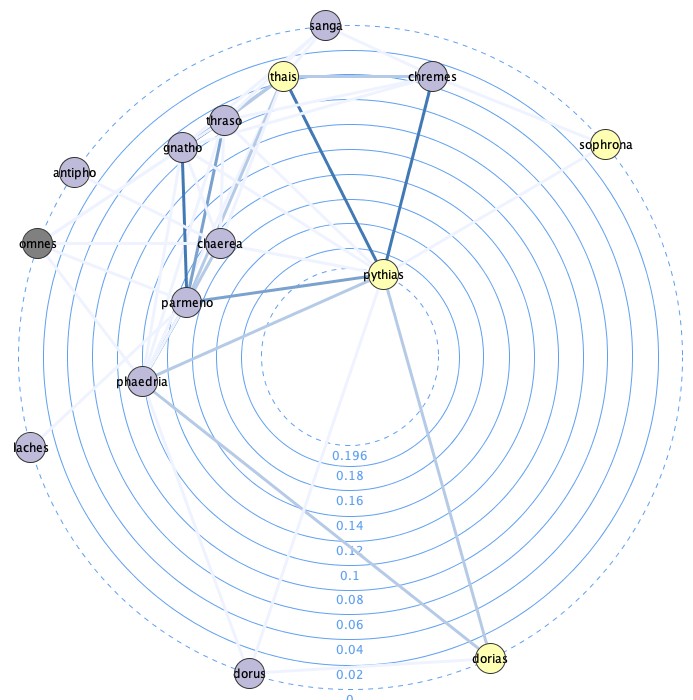 sanga
thais
chremes
thraso
gnatho
sophrona
antipho
omnes
chaerea
pythias
parmeno
phaedria
laches
0.196
0.18
0.16
0.14
0.12
0.1
0.08
0.06
0.04
dorias
dorus
0.02
0